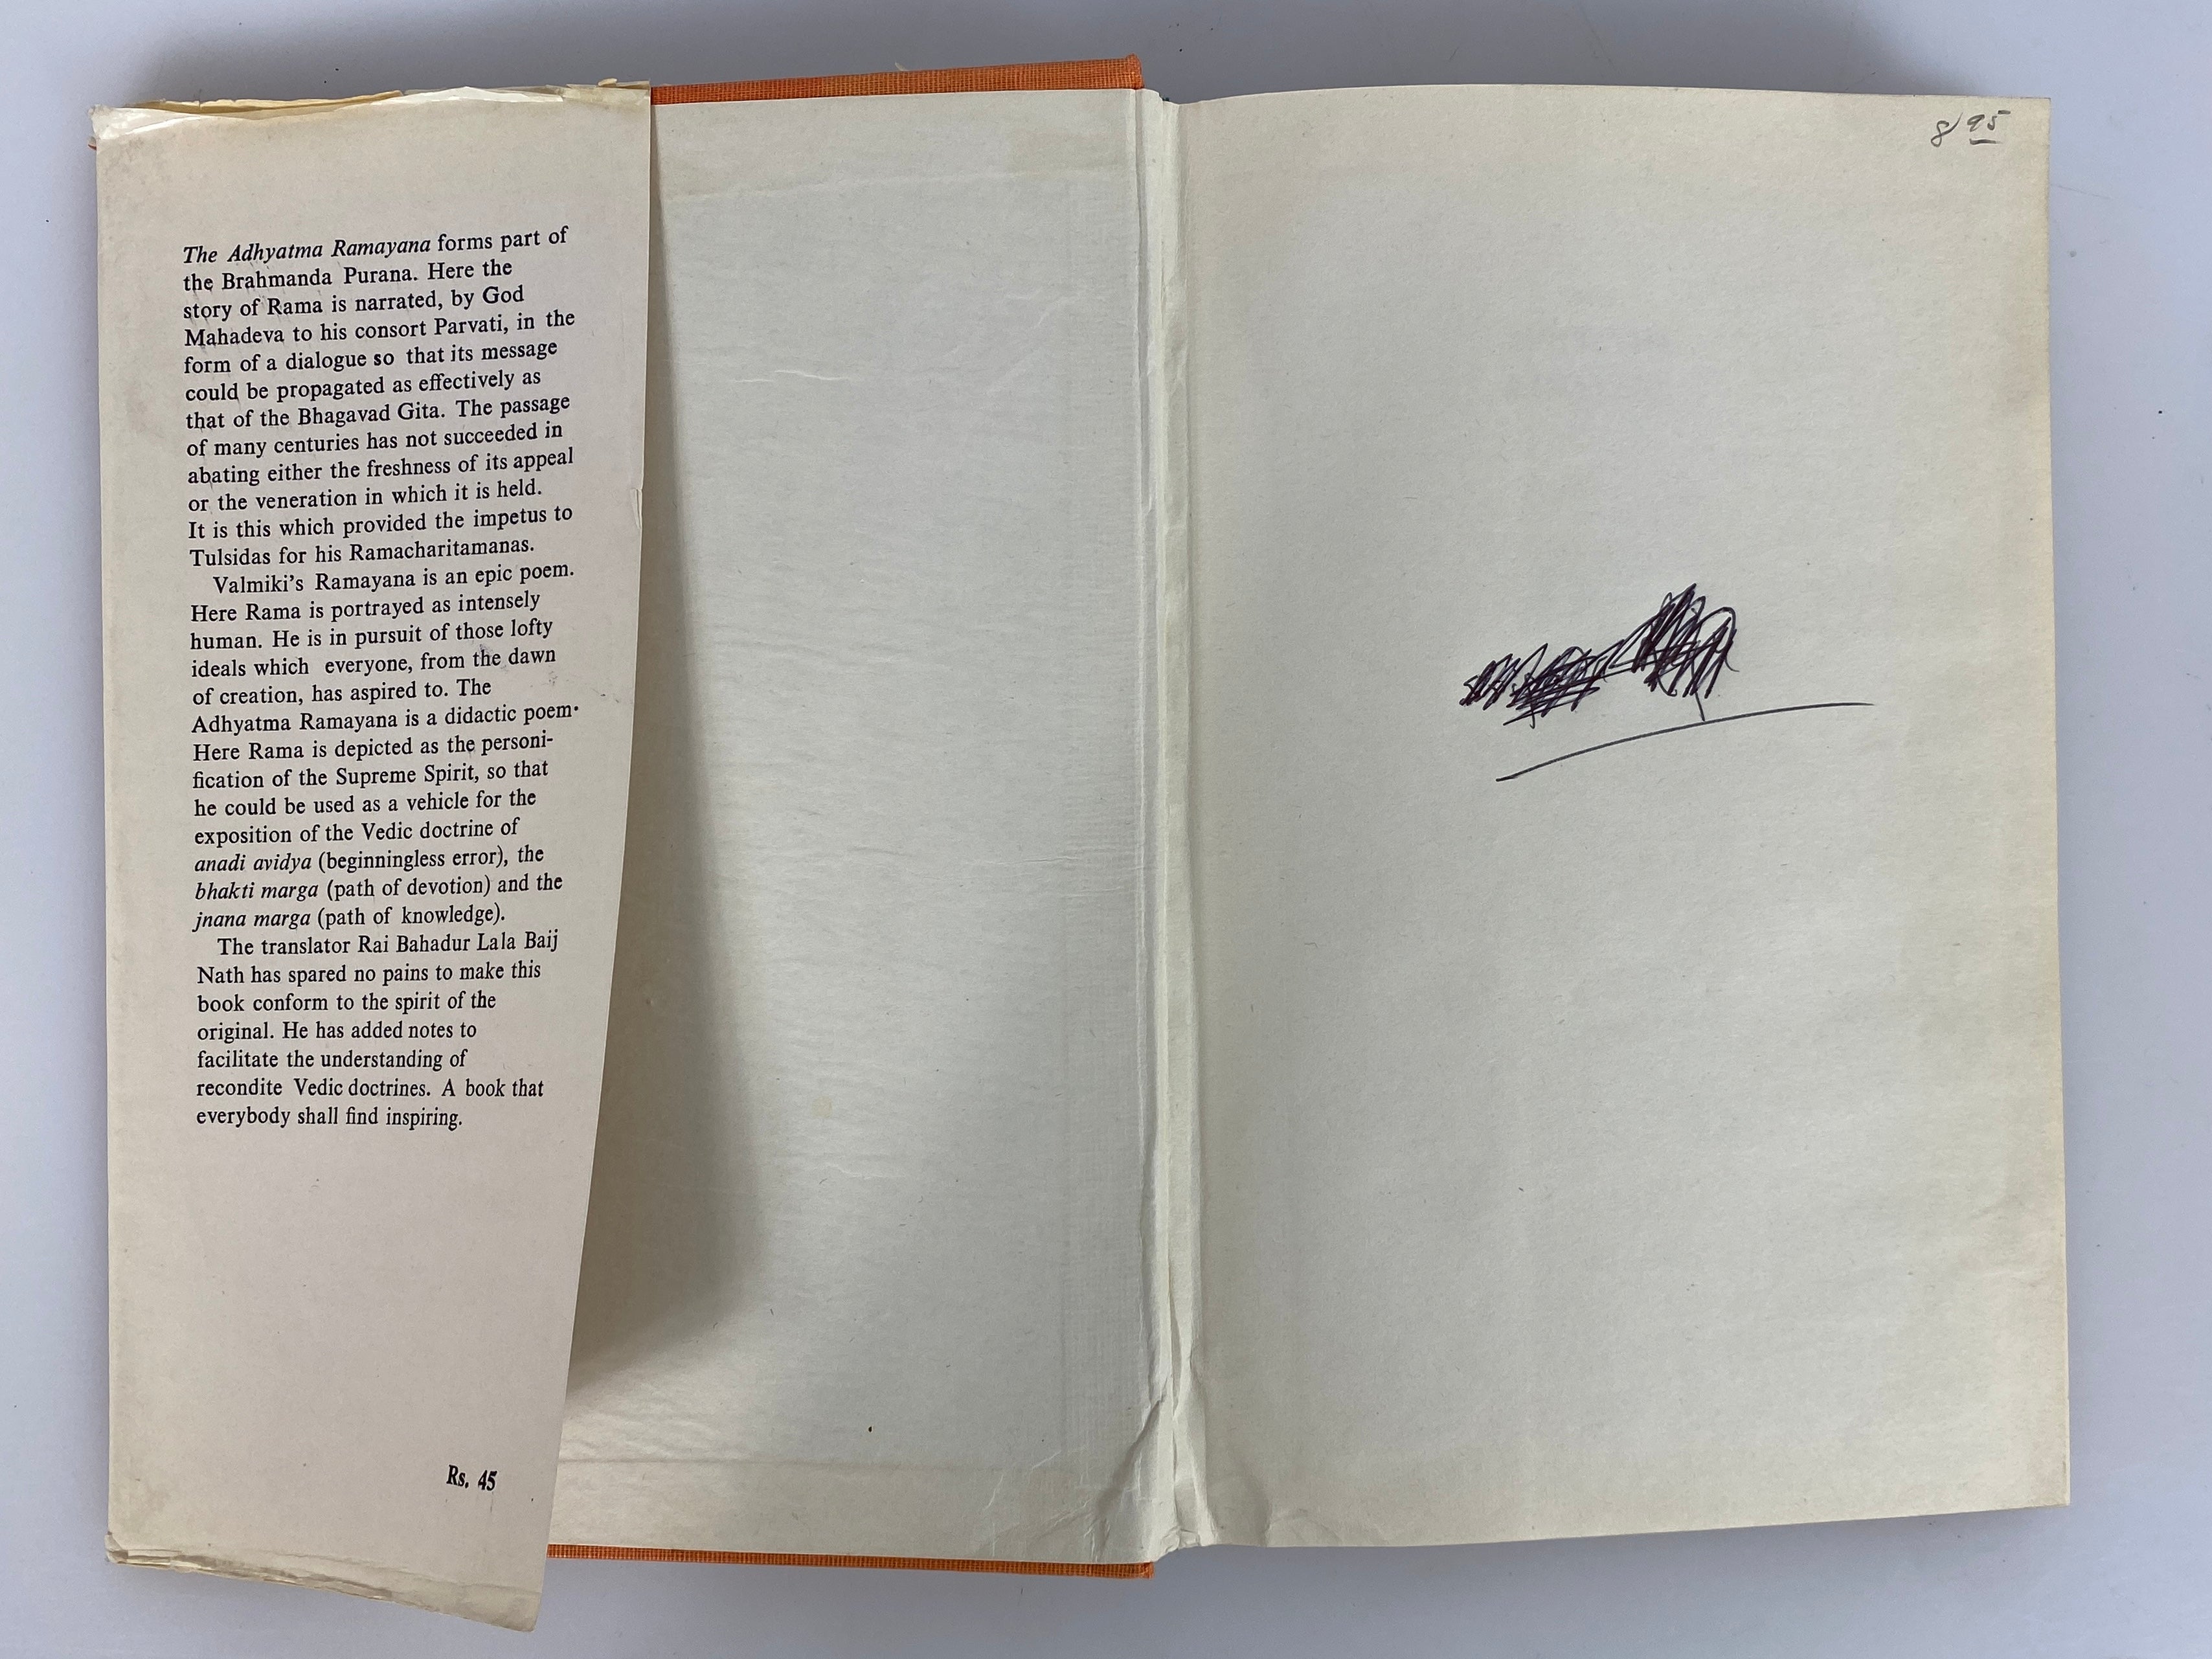 The Adhyatma Ramayana forms part of
the Brahmanda Purana. Here the
story of Rama is narrated, by God
Mahadeva to his consort Parvati, in the
form of a dialogue so that its message
could be propagated as effectively as
that of the Bhagavad Gita. The passage
of many centuries has not succeeded in
abating either the freshness of its appeal
or the veneration in which it is held.
It is this which provided the impetus to
Tulsidas for his Ramacharitamanas.
Valmiki's Ramayana is an epic poem.
Here Rama is portrayed as intensely
human. He is in pursuit of those lofty
ideals which everyone, from the dawn
of creation, has aspired to. The
Adhyatma Ramayana is a didactic poem.
Here Rama is depicted as the personi-
fication of the Supreme Spirit, so that
he could be used as a vehicle for the
exposition of the Vedic doctrine of
anadi avidya (beginningless error), the
bhakti marga (path of devotion) and the
jnana marga (path of knowledge).
The translator Rai Bahadur Lala Baij
Nath has spared no pains to make this
book conform to the spirit of the
original. He has added notes to
facilitate the understanding of
recondite Vedic doctrines. A book that
everybody shall find inspiring.
Rs. 45
8 95